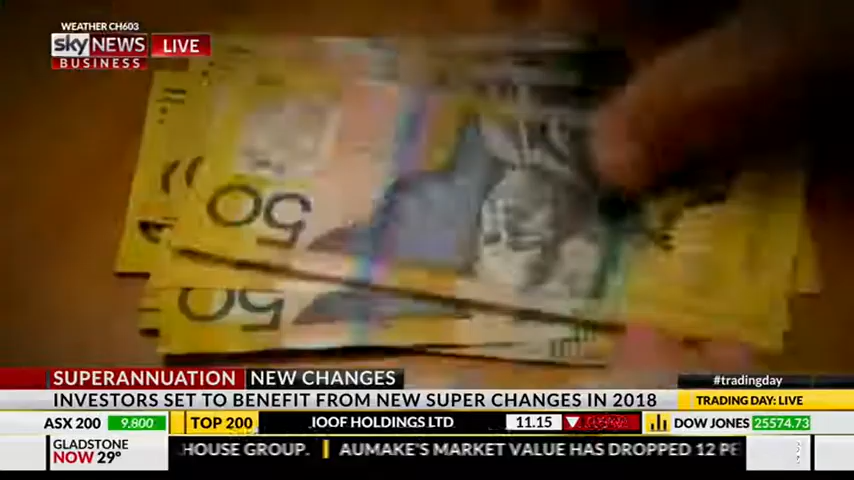 WEATHER CH603
sky NEWS LIVE
BUSINESS
50
50
SUPERANNUATION NEW CHANGES
#tradingday
INVESTORS SET TO BENEFIT FROM NEW SUPER CHANGES IN 2018
TRADING DAY: LIVE
ASX 200 9.800 TOP 200 IOOF HOLDINGS LTD 11.15 DOW JONES 25574.73
GLADSTONE
NOW 29°
HOUSE GROUP. AUMAKE'S MARKET VALUE HAS DROPPED 12 PE